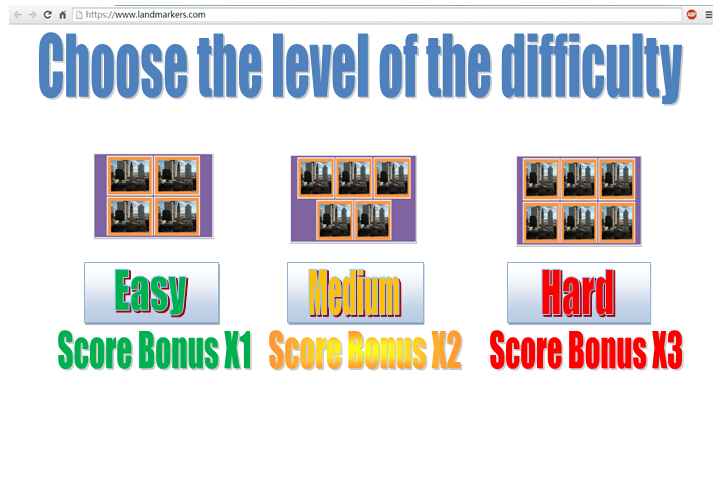 https://www.landmarkers.com
ABP
Choose the level of the difficulty
Easy
Medium
Hard
Score Bonus X1
Score Bonus X2
Score Bonus X3